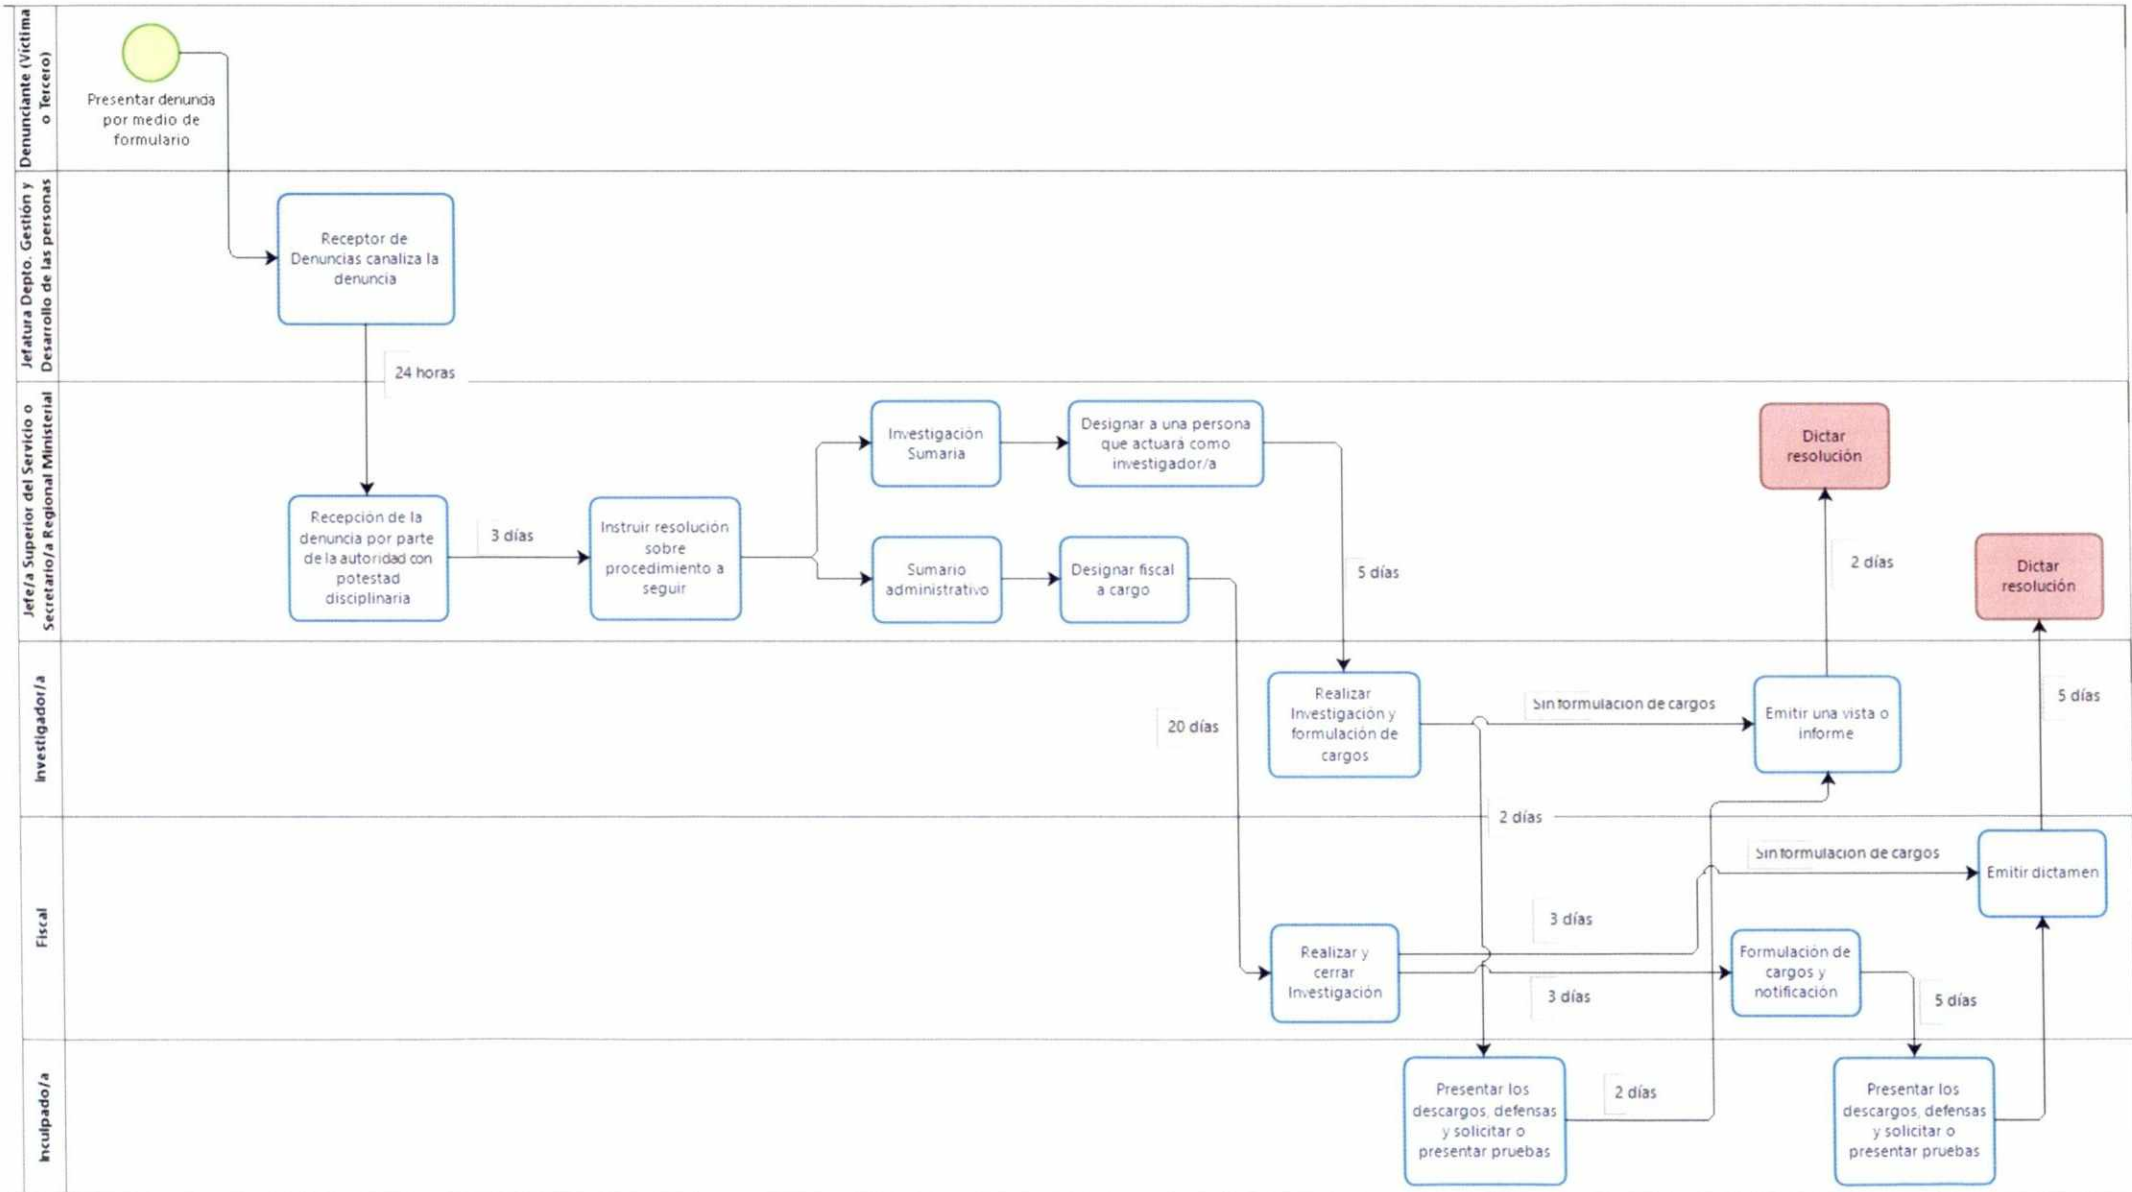 Denunciante (Víctima
o Tercero)
Presentar denuncia
por medio de
formulario
Jefatura Depto. Gestión y
Desarrollo de las personas
Receptor de
Denuncias canaliza la
denuncia
24 horas
Jefe/a Superior del Servicio o
Secretario/a Regional Ministerial
Recepción de la
denuncia por parte
de la autoridad con
potestad
disciplinaria
3 días
Instruir resolución
sobre
procedimiento a
seguir
Investigación
Sumaria
Designar a una persona
que actuará como
investigador/a
Sumario
administrativo
Designar fiscal
a cargo
5 días
Dictar
resolución
2 días
Dictar
resolución
Investigador/a
20 días
Realizar
Investigación y
formulación de
cargos
Sin formulación de cargos
Emitir una vista o
informe
5 días
2 días
Fiscal
Sin formulación de cargos
Emitir dictamen
3 días
Realizar y
cerrar
Investigación
3 días
Formulación de
cargos y
notificación
5 días
Inculpado/a
Presentar los
descargos, defensas
y solicitar o
presentar pruebas
2 días
Presentar los
descargos, defensas
y solicitar o
presentar pruebas